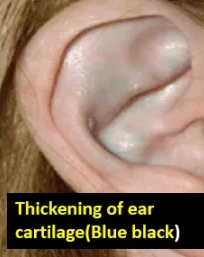 Thickening of ear
cartilage(Blue black)